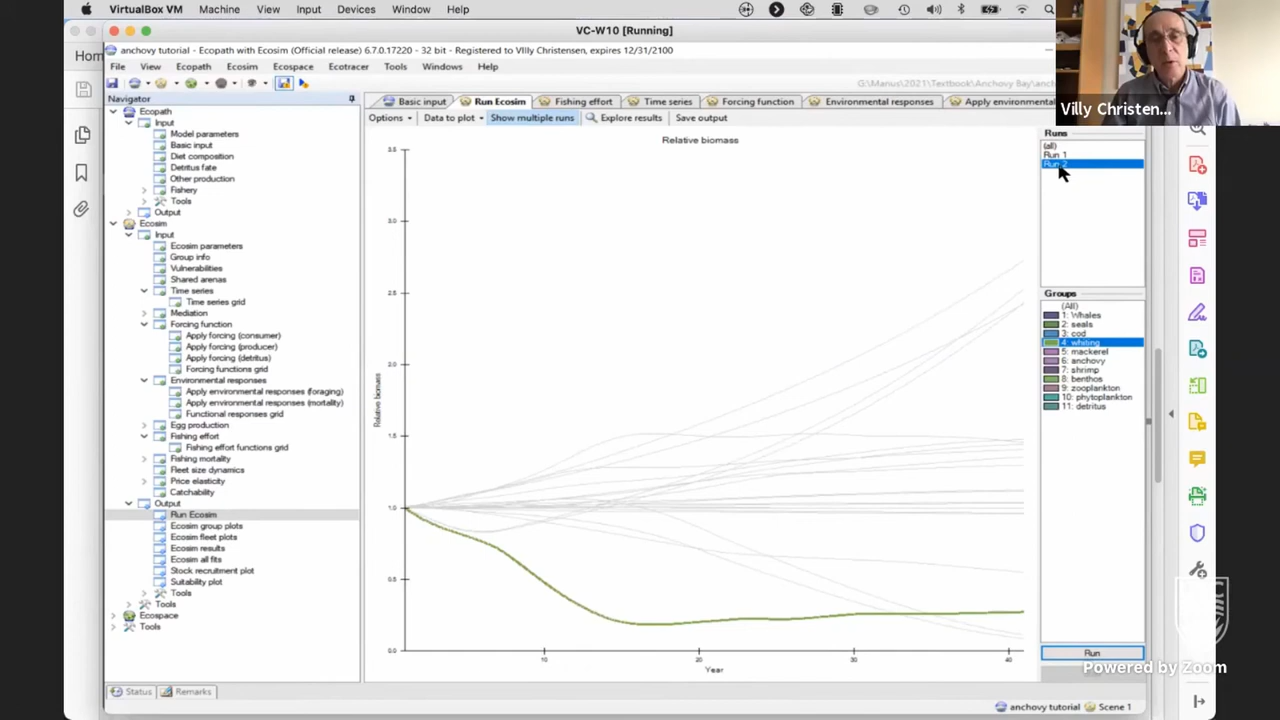 VirtualBox VM Machine View Input Devices Window Help
VC-W10 [Running]
Hom
anchovy tutorial - Ecopath with Ecosim (Official release) 6.7.0.17220 - 32 bit - Registered to Villy Christensen, expires 12/31/2100
File View Ecopath Ecosim Ecospace Ecotracer Tools Windows Help
G:\Manus\2021\Textbook\Anchovy Bay\anc
Navigator
Ecopath
Input
Model parameters
Basic input
Diet composition
Detritus fate
Other production
Fishery
Tools
Output
Ecosim
Input
Ecosim parameters
Group info
Vulnerabilities
Shared arenas
Time series
Time series grid
Mediation
Forcing function
Apply forcing (consumer)
Apply forcing (producer)
Apply forcing (detritus)
Forcing functions grid
Environmental responses
Apply environmental responses (foraging)
Apply environmental responses (mortality)
Functional responses grid
Egg production
Fishing effort
Fishing effort functions grid
Fishing mortality
Fleet size dynamics
Price elasticity
Catchability
Output
Run Ecosim
Ecosim group plots
Ecosim fleet plots
Ecosim results
Ecosim all fits
Stock recruitment plot
Suitability plot
Tools
Tools
Ecospace
Tools
Basic input Run Ecosim Fishing effort Time series Forcing function Environmental responses Apply environmental
Options Data to plot Show multiple runs Explore results Save output
Relative biomass
3.5
3.0
2.5
2.0
1.5
1.0
0.5
0.0
Relative biomass
10 20 30 40
Year
Runs
(all)
Run 1
Run 2
Groups
(All)
1: Whales
2: seals
3: cod
4: whiting
5: mackerel
6: anchovy
7: shrimp
8: benthos
9: zooplankton
10: phytoplankton
11: detritus
Run
Status Remarks
anchovy tutorial Scene 1
Villy Christen...
UBC
Powered by Zoom